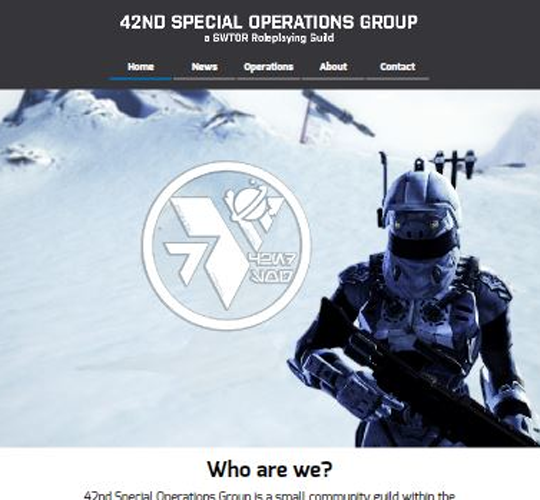 42ND SPECIAL OPERATIONS GROUP
a SWTOR Roleplaying Guild
Home News Operations About Contact
Who are we?
42nd Special Operations Group is a small community guild within the